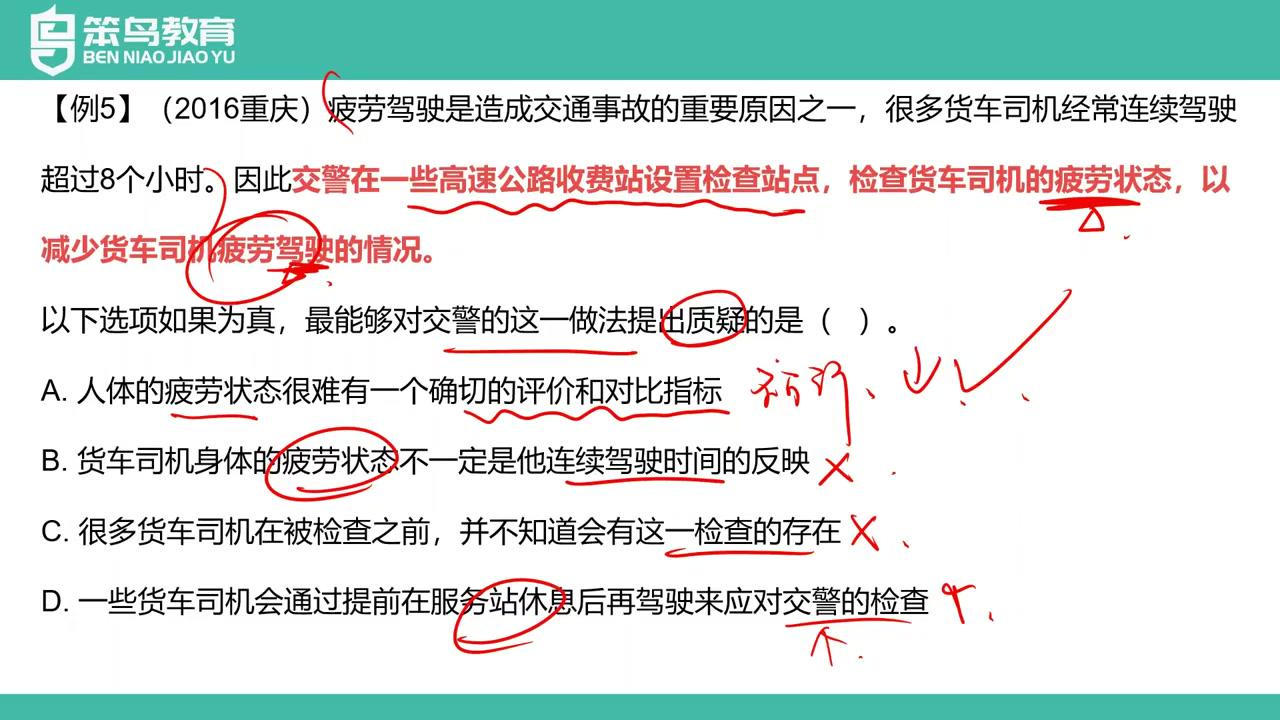 笨鸟教育
BEN NIAO JIAO YU
【例5】（2016重庆）疲劳驾驶是造成交通事故的重要原因之一，很多货车司机经常连续驾驶
超过8个小时。因此交警在一些高速公路收费站设置检查站点，检查货车司机的疲劳状态，以
减少货车司机疲劳驾驶的情况。
以下选项如果为真，最能够对交警的这一做法提出质疑的是（ ）。
A. 人体的疲劳状态很难有一个确切的评价和对比指标
B. 货车司机身体的疲劳状态不一定是他连续驾驶时间的反映
C. 很多货车司机在被检查之前，并不知道会有这一检查的存在
D. 一些货车司机会通过提前在服务站休息后再驾驶来应对交警的检查